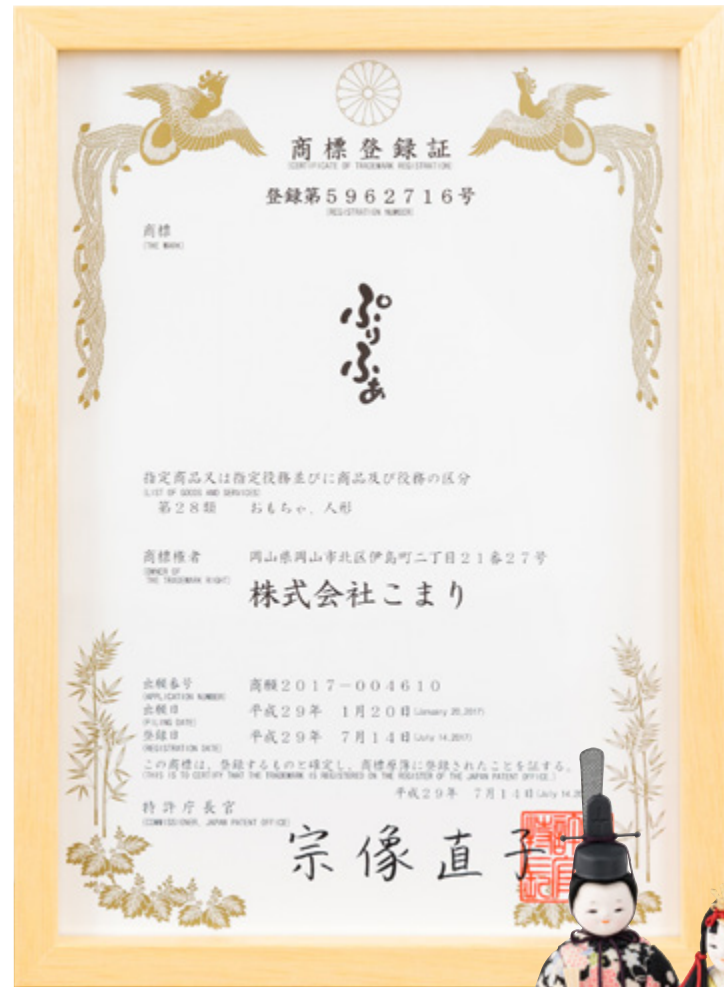 商標登録証
(CERTIFICATE OF TRADEMARK REGISTRATION)
登録第5962716号
(REGISTRATION NUMBER)
商標
(THE MARK)
ぷりふぁ
指定商品又は指定役務並びに商品及び役務の区分
(LIST OF GOODS AND SERVICES)
第28類 おもちゃ、人形
商標権者 岡山県岡山市北区伊島町二丁目21番27号
(OWNER OF THE TRADEMARK RIGHT)
株式会社こまり
出願番号 商願2017-004610
(APPLICATION NUMBER)
出願日 平成29年 1月20日(January 20,2017)
(FILING DATE)
登録日 平成29年 7月14日(July 14,2017)
(REGISTRATION DATE)
この商標は、登録するものと確定し、商標原簿に登録されたことを証する。
(THIS IS TO CERTIFY THAT THE TRADEMARK IS REGISTERED ON THE REGISTER OF THE JAPAN PATENT OFFICE.)
平成29年 7月14日(July 14,
特許庁長官
(COMMISSIONER, JAPAN PATENT OFFICE)
宗像直子